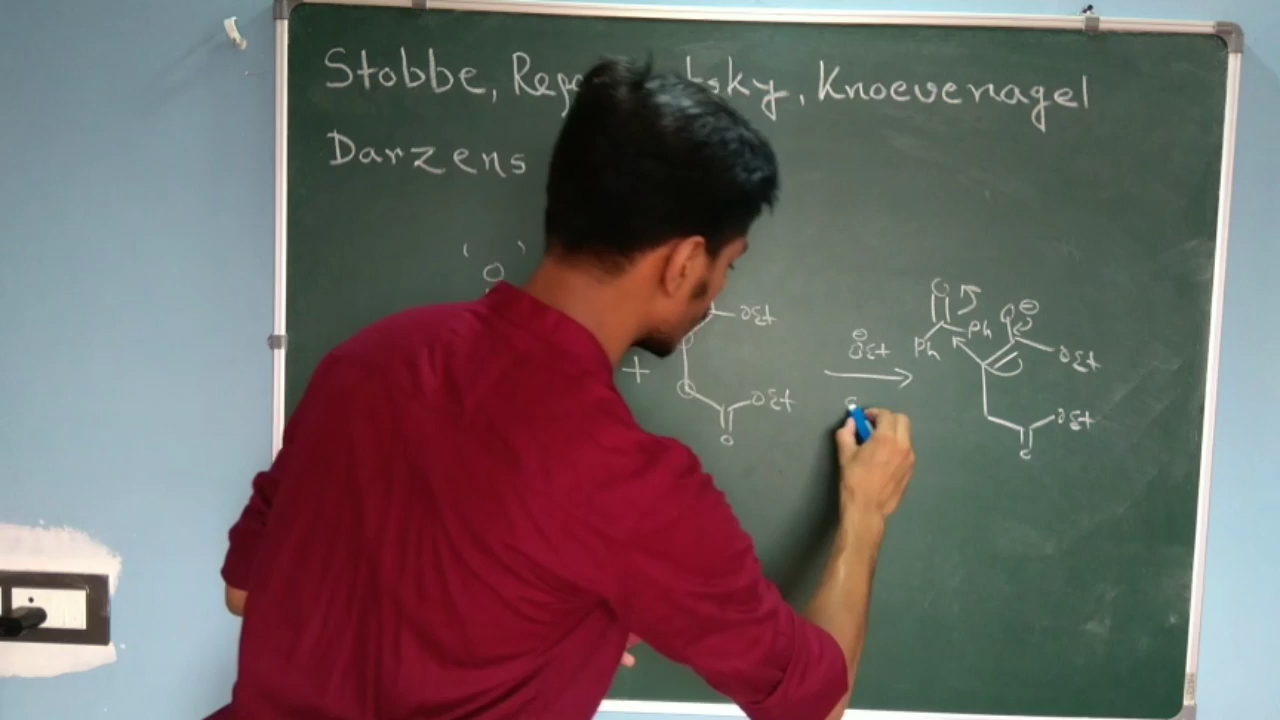 Stobbe, Knoevenagel
Darzens
O
OEt
+
OEt
O
⊖
OEt
O
Ph
Ph
O⊖
OEt
OEt
O